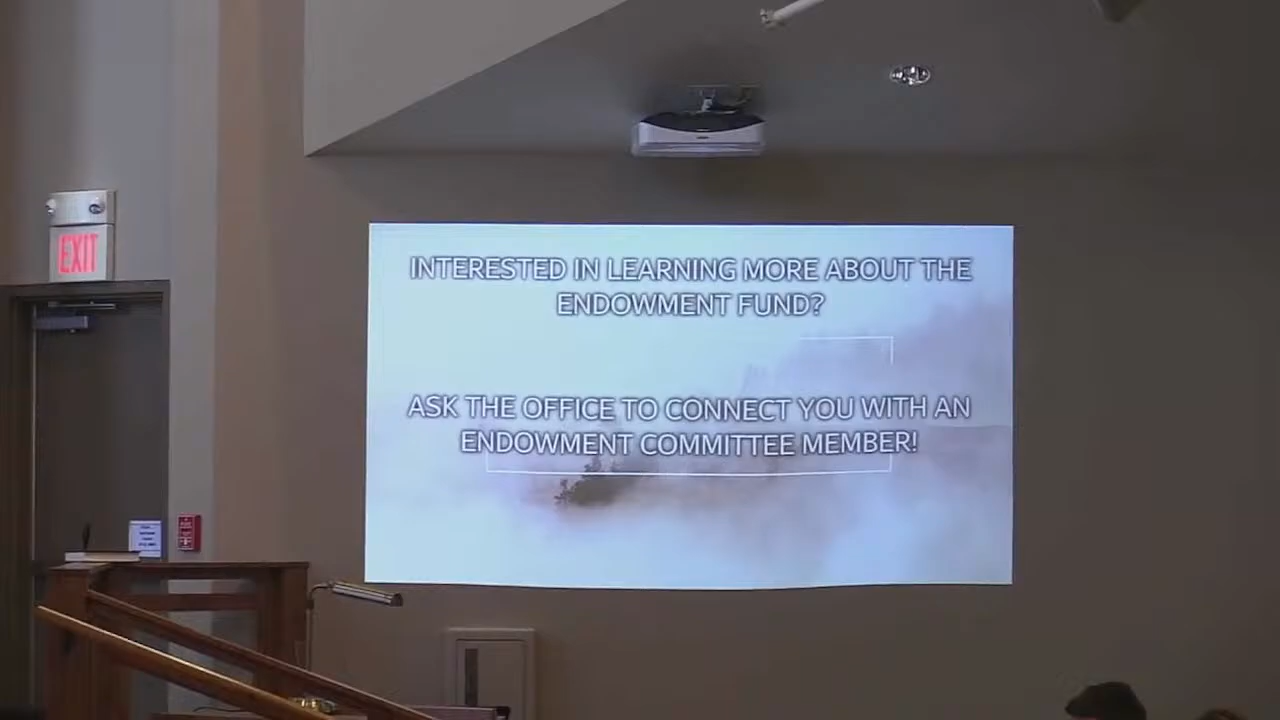 EXIT
INTERESTED IN LEARNING MORE ABOUT THE
ENDOWMENT FUND?
ASK THE OFFICE TO CONNECT YOU WITH AN
ENDOWMENT COMMITTEE MEMBER!